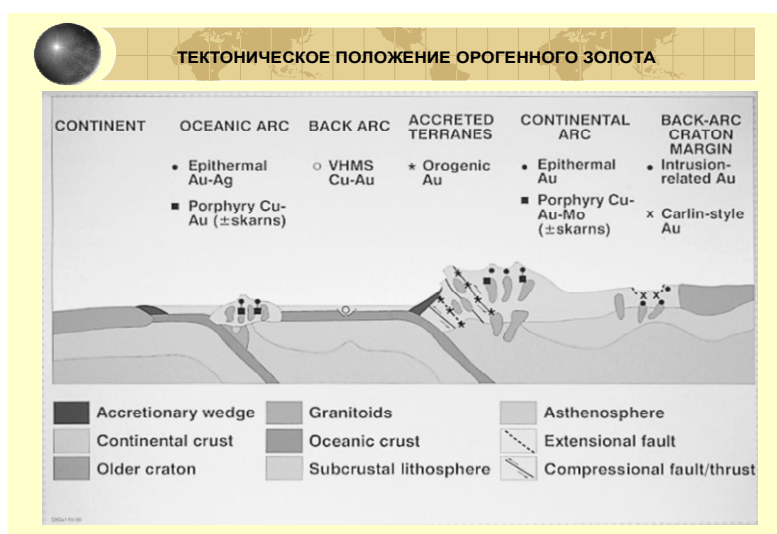 ТЕКТОНИЧЕСКОЕ ПОЛОЖЕНИЕ ОРОГЕННОГО ЗОЛОТА
CONTINENT
OCEANIC ARC
Epithermal
Au-Ag
Porphyry Cu-
Au (±skarns)
BACK ARC
VHMS
Cu-Au
ACCRETED
TERRANES
Orogenic
Au
CONTINENTAL
ARC
Epithermal
Au
Porphyry Cu-
Au-Mo
(±skarns)
BACK-ARC
CRATON
MARGIN
Intrusion-
related Au
Carlin-style
Au
Accretionary wedge
Continental crust
Older craton
Granitoids
Oceanic crust
Subcrustal lithosphere
Asthenosphere
Extensional fault
Compressional fault/thrust